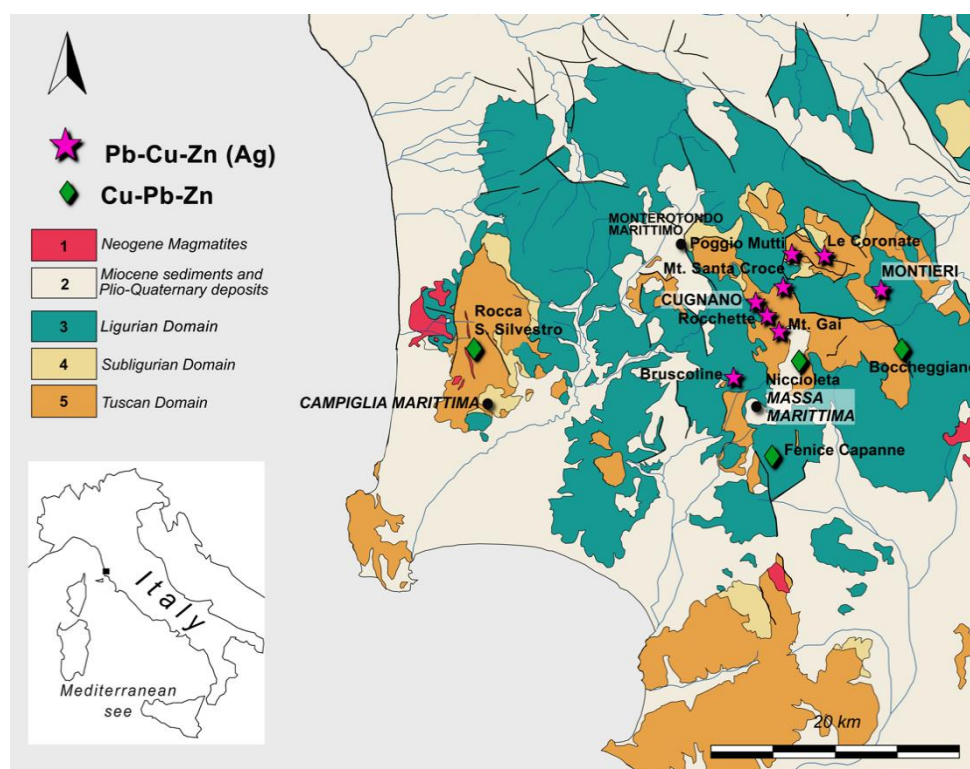 Pb-Cu-Zn (Ag)
Cu-Pb-Zn
1 Neogene Magmatites
2 Miocene sediments and
Plio-Quaternary deposits
3 Ligurian Domain
4 Subligurian Domain
5 Tuscan Domain
MONTEROTONDO
MARITTIMO
Poggio Mutti
Le Coronate
Mt. Santa Croce
MONTIERI
CUGNANO
Rocchette
Mt. Gai
Rocca
S. Silvestro
Boccheggiano
Bruscoline
Niccioleta
MASSA
MARITTIMA
CAMPIGLIA MARITTIMA
Fenice Capanne
Italy
Mediterranean
see
20 km